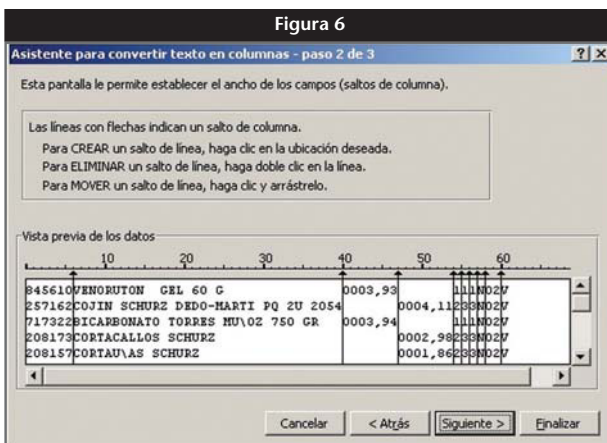 Figura 6
Asistente para convertir texto en columnas - paso 2 de 3
Esta pantalla le permite establecer el ancho de los campos (saltos de columna).
Las líneas con flechas indican un salto de columna.
Para CREAR un salto de línea, haga clic en la ubicación deseada.
Para ELIMINAR un salto de línea, haga doble clic en la línea.
Para MOVER un salto de línea, haga clic y arrástrelo.
Vista previa de los datos
10 20 30 40 50 60
845610VENORUTON GEL 60 G 0003,93 111N02V
257162COJIN SCHURZ DEDO-MARTI PQ 2U 2054 0004,11233N02V
717322BICARBONATO TORRES MU\OZ 750 GR 0003,94 111N02V
208173CORTACALLOS SCHURZ 0002,98233N02V
208157CORTAU\AS SCHURZ 0001,86233N02V
Cancelar < Atrás Siguiente > Finalizar